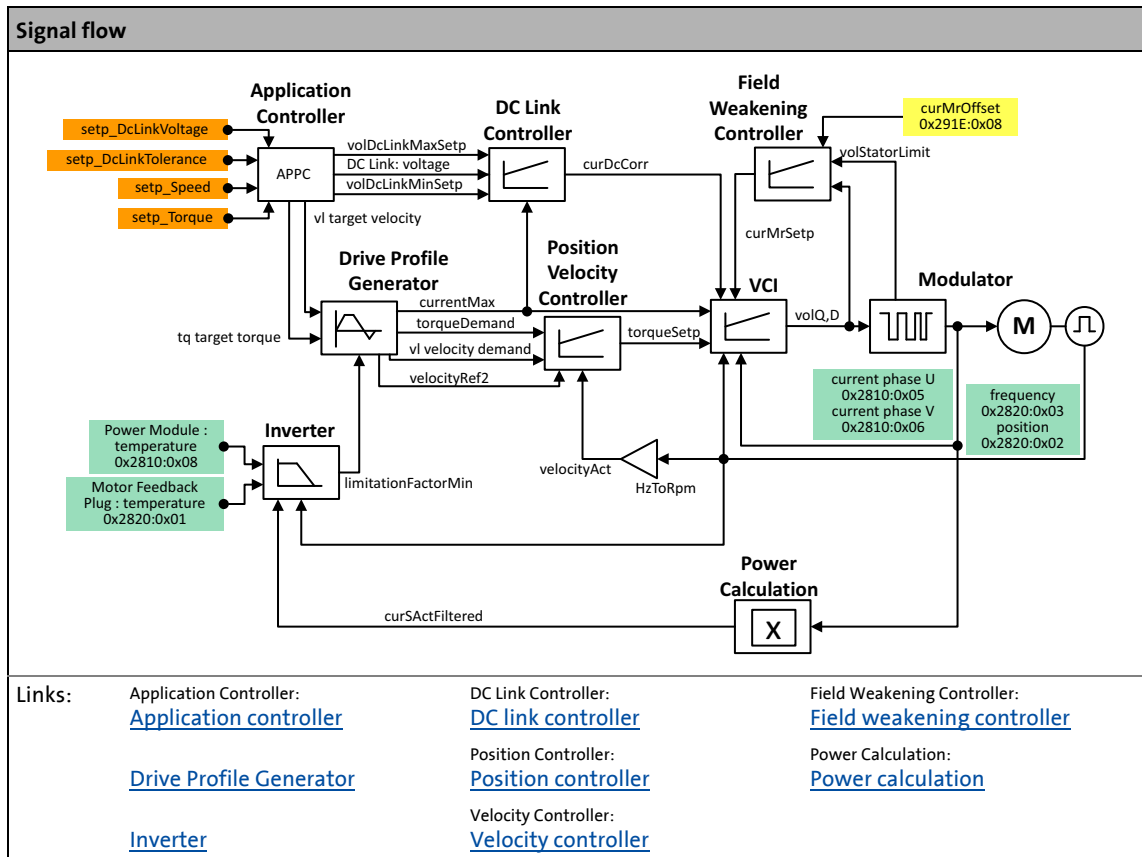 Signal flow
Application
Controller
DC Link
Controller
Field
Weakening
Controller
curMrOffset
0x291E:0x08
setp_DcLinkVoltage
setp_DcLinkTolerance
setp_Speed
setp_Torque
APPC
volDcLinkMaxSetp
DC Link: voltage
volDcLinkMinSetp
curDcCorr
volStatorLimit
vl target velocity
curMrSetp
Drive Profile
Generator
Position
Velocity
Controller
VCI
Modulator
currentMax
torqueDemand
vl velocity demand
velocityRef2
tq target torque
torqueSetp
volQ,D
M
current phase U
0x2810:0x05
current phase V
0x2810:0x06
frequency
0x2820:0x03
position
0x2820:0x02
Power Module :
temperature
0x2810:0x08
Motor Feedback
Plug : temperature
0x2820:0x01
Inverter
limitationFactorMin
velocityAct
HzToRpm
Power
Calculation
curSActFiltered
X
Links:
Application Controller:
Application controller
DC Link Controller:
DC link controller
Field Weakening Controller:
Field weakening controller
Drive Profile Generator
Position Controller:
Position controller
Power Calculation:
Power calculation
Inverter
Velocity Controller:
Velocity controller